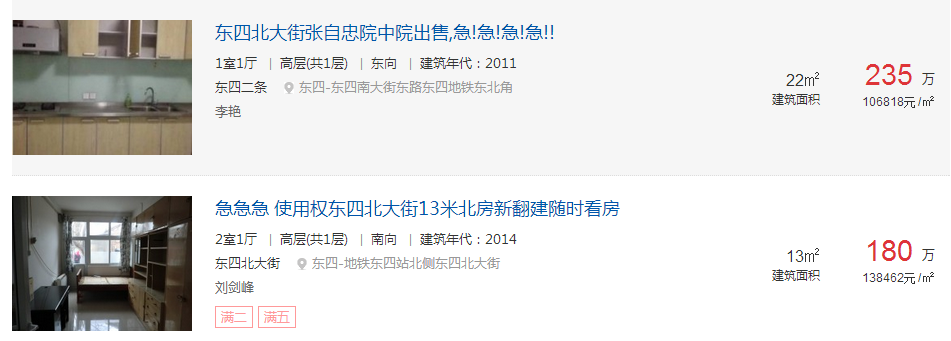 东四北大街张自忠院中院出售,急!急!急!急!!
1室1厅 | 高层(共1层) | 东向 | 建筑年代：2011
东四二条 东四-东四南大街东路东四地铁东北角
李艳
22㎡
建筑面积
235 万
106818元/㎡
急急急 使用权东四北大街13米北房新翻建随时看房
2室1厅 | 高层(共1层) | 南向 | 建筑年代：2014
东四北大街 东四-地铁东四站北侧东四北大街
刘剑峰
满二 满五
13㎡
建筑面积
180 万
138462元/㎡